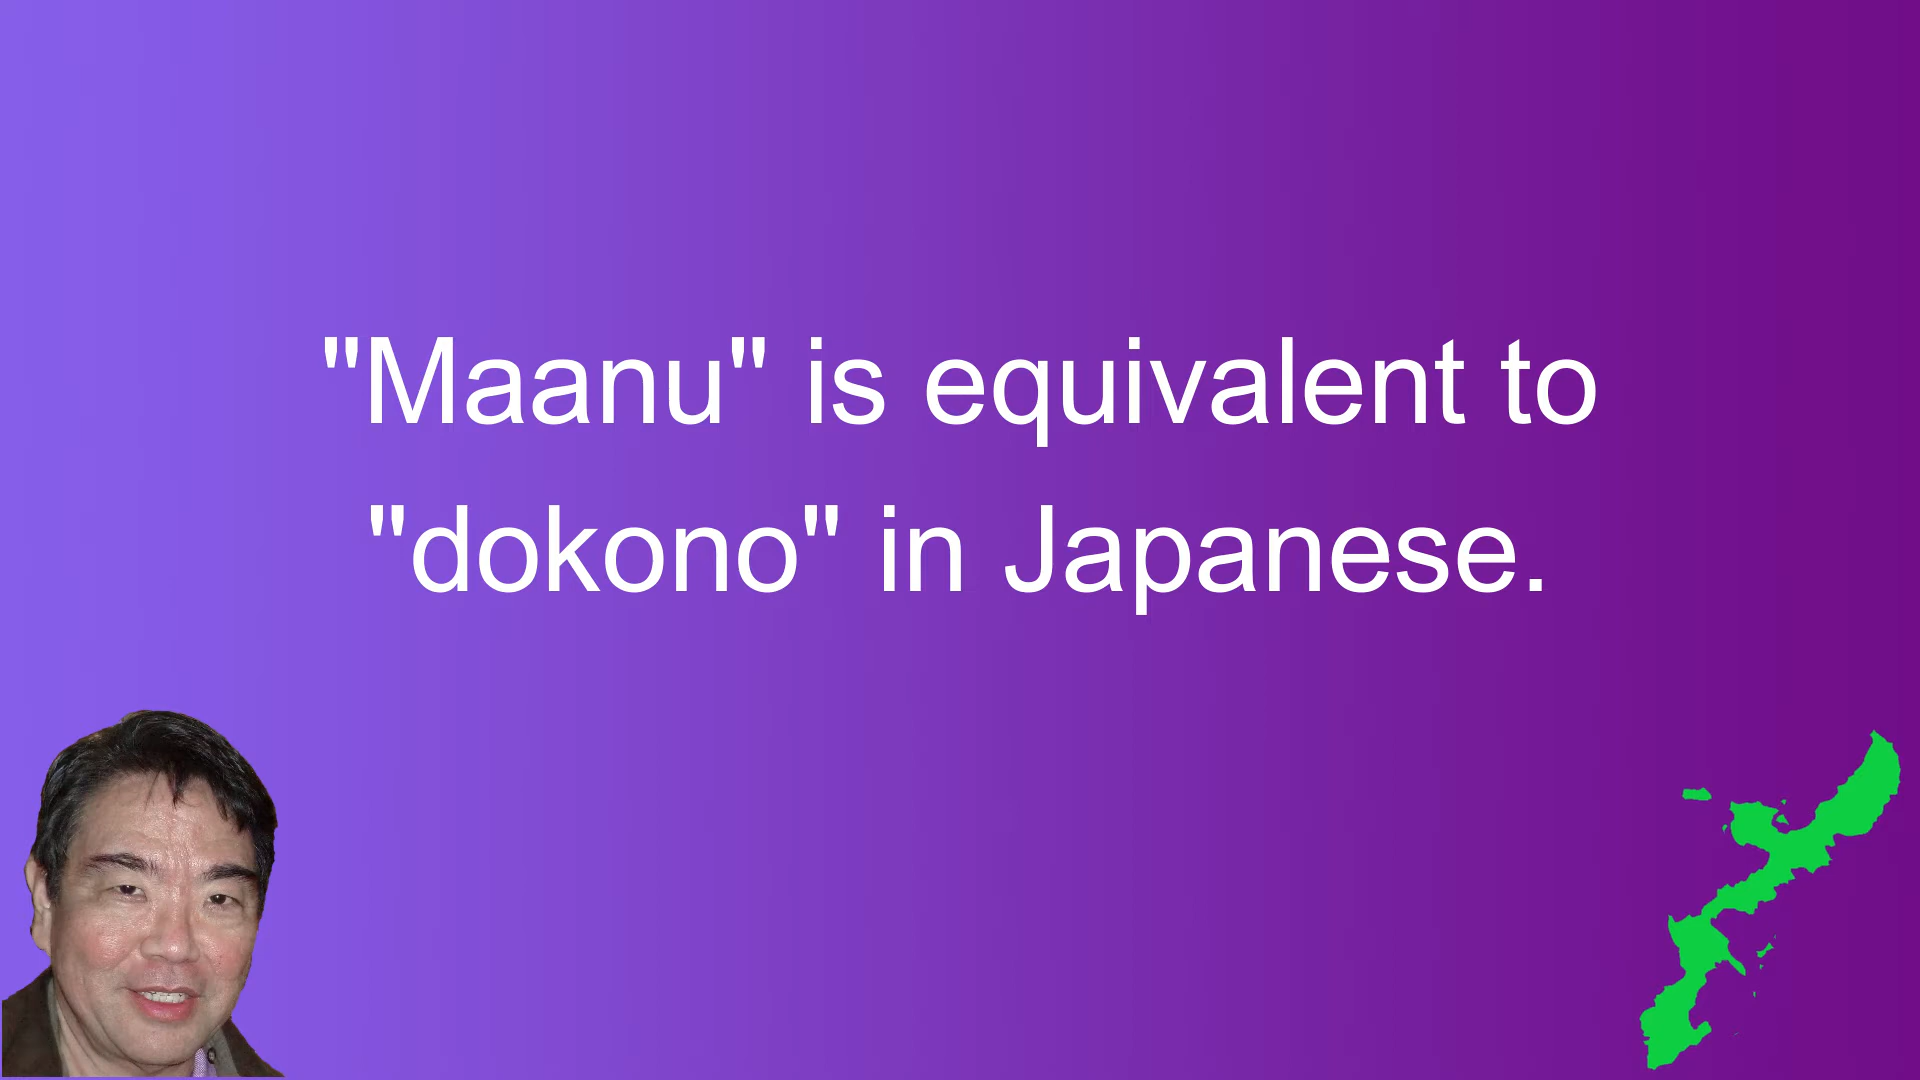 "Maanu" is equivalent to
"dokono" in Japanese.